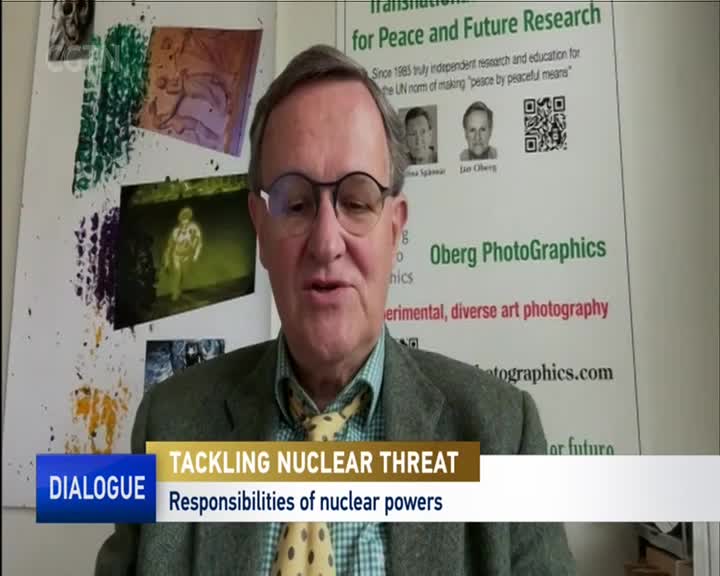 CGTN
for Peace and Future Research
Since 1985 truly independent research and education for
the UN norm of making "peace by peaceful means"
Jan Oberg
Oberg PhotoGraphics
diverse art photography
TACKLING NUCLEAR THREAT
DIALOGUE
Responsibilities of nuclear powers